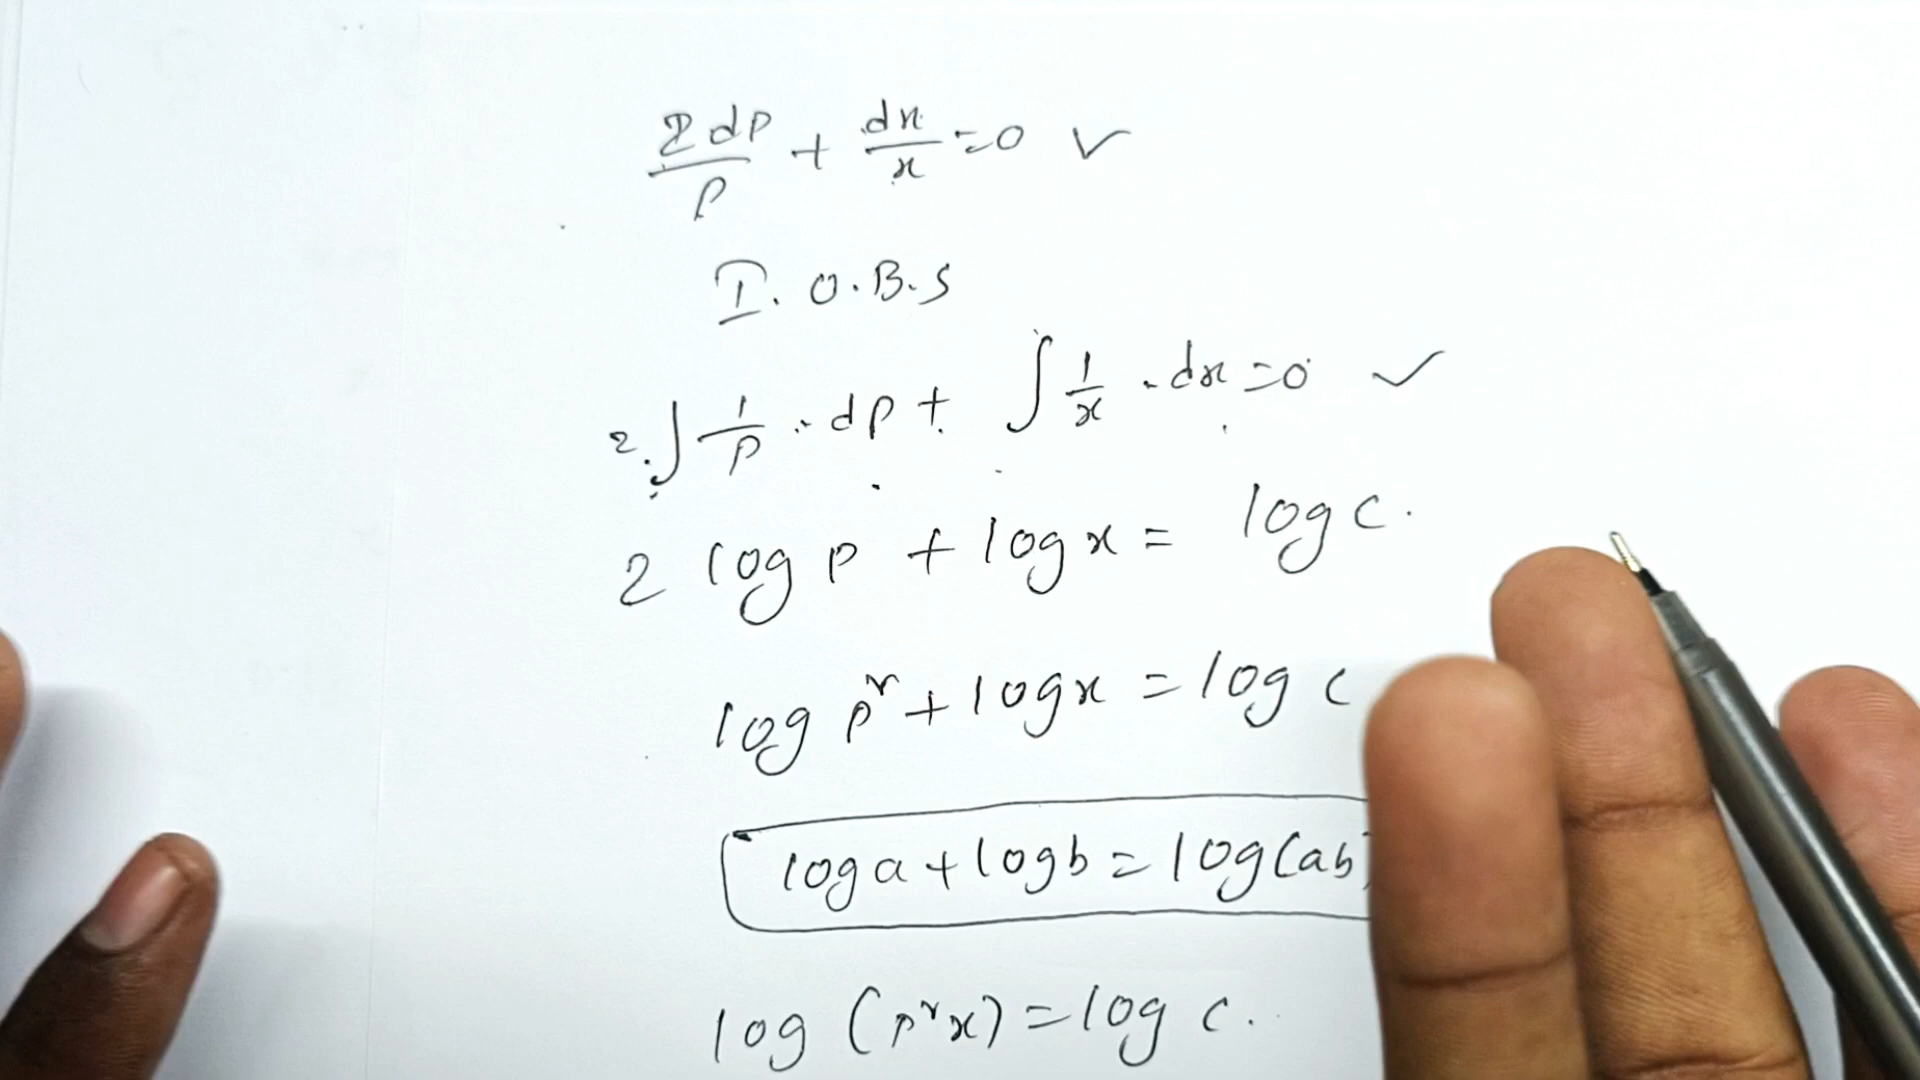 2dp/p + dx/x = 0 ✓
I. O.B.S
2.∫ 1/p . dp + ∫ 1/x . dx = 0 ✓
2 log p + log x = log c.
log p² + log x = log c
log a + log b = log(ab)
log (p²x) = log c.